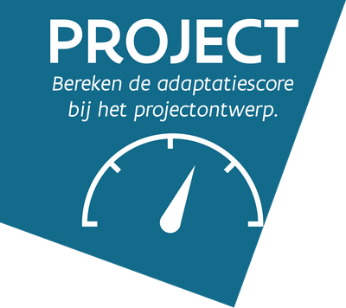 PROJECT
Bereken de adaptatiescore
bij het projectontwerp.